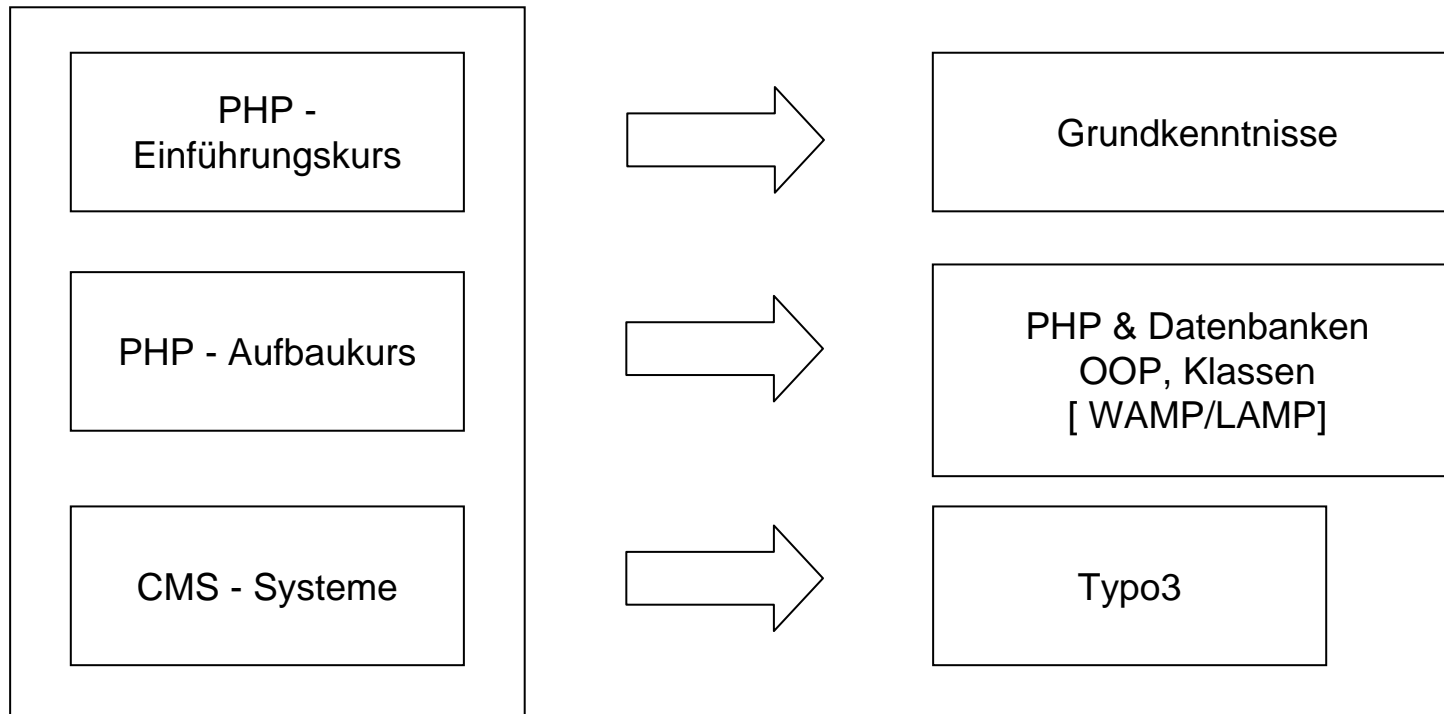 PHP -
Einführungskurs
Grundkenntnisse
PHP - Aufbaukurs
PHP & Datenbanken
OOP, Klassen
[ WAMP/LAMP]
CMS - Systeme
Typo3